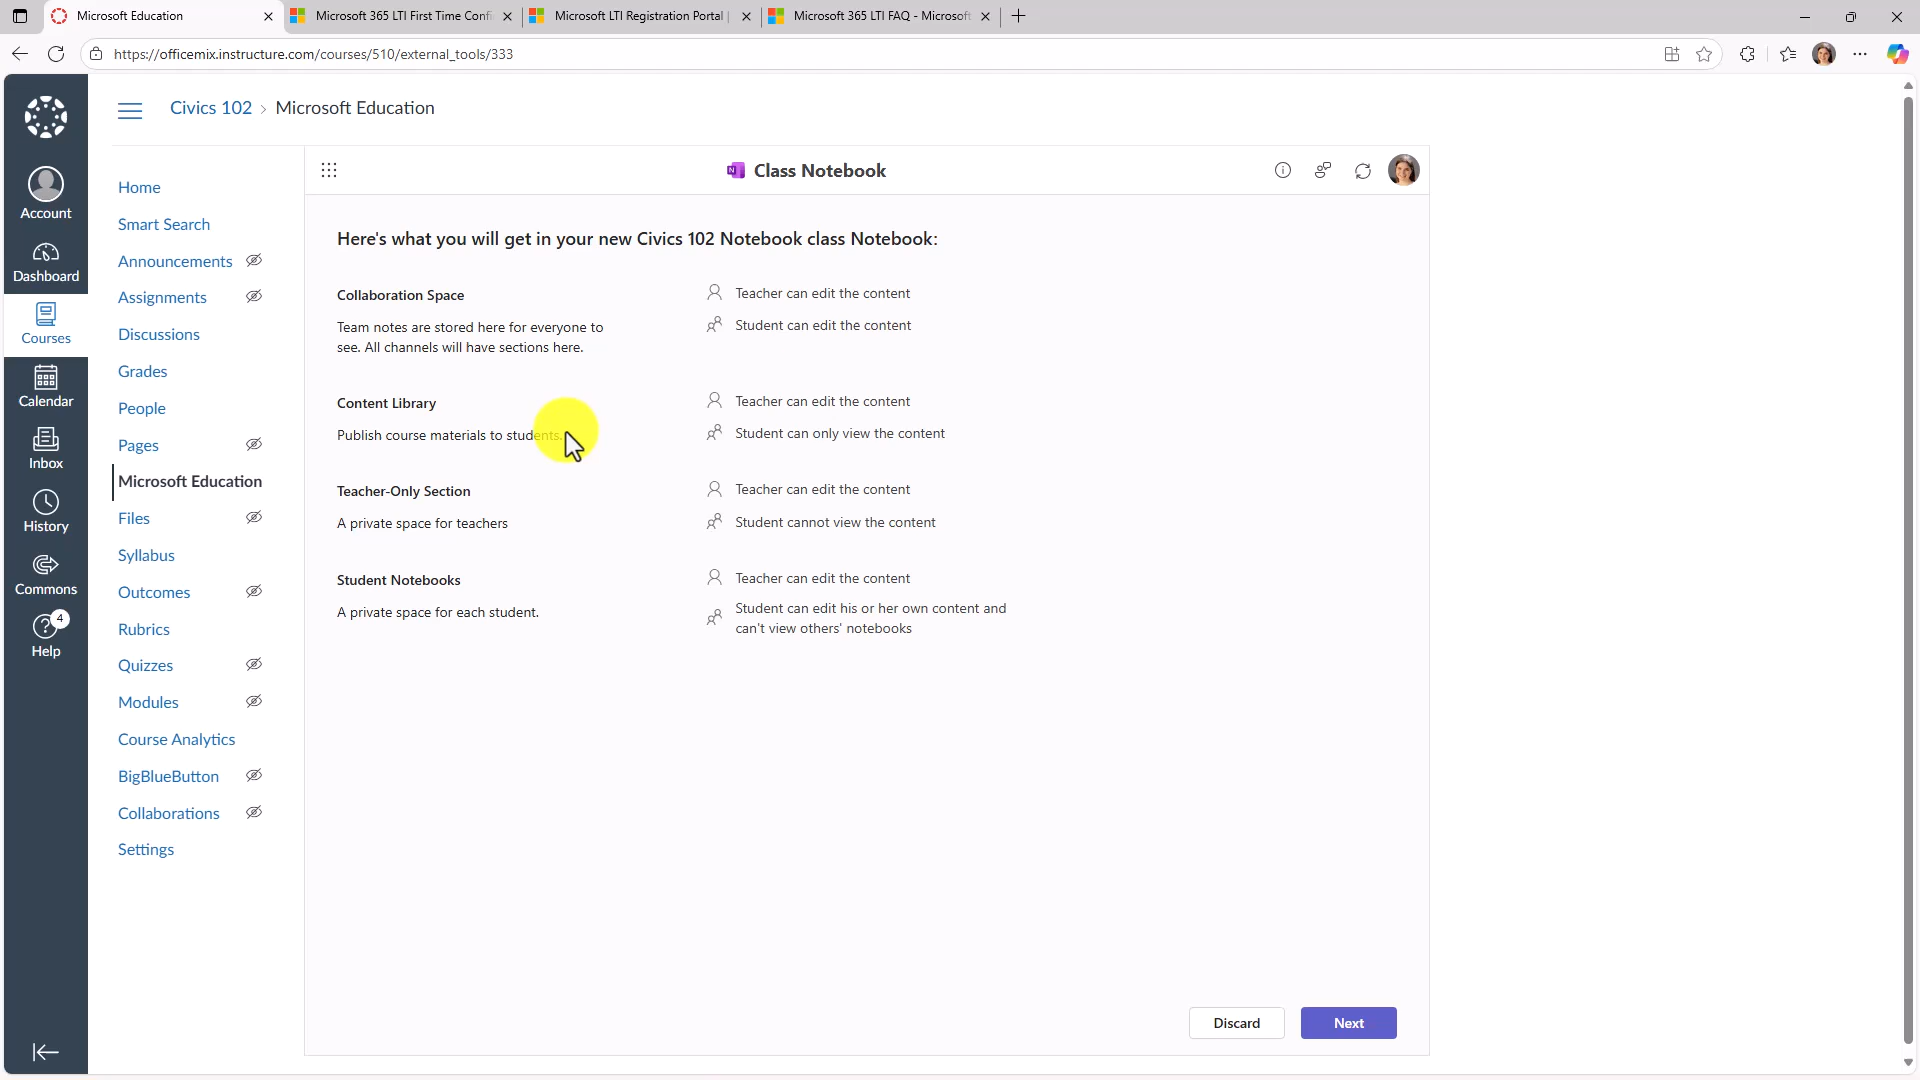 Microsoft Education
Microsoft 365 LTI First Time Confi
Microsoft LTI Registration Portal |
Microsoft 365 LTI FAQ - Microsoft
https://officemix.instructure.com/courses/510/external_tools/333
Account
Dashboard
Courses
Calendar
Inbox
History
Commons
4
Help
Civics 102 > Microsoft Education
Home
Smart Search
Announcements
Assignments
Discussions
Grades
People
Pages
Microsoft Education
Files
Syllabus
Outcomes
Rubrics
Quizzes
Modules
Course Analytics
BigBlueButton
Collaborations
Settings
Class Notebook
Here's what you will get in your new Civics 102 Notebook class Notebook:
Collaboration Space
Team notes are stored here for everyone to
see. All channels will have sections here.
Teacher can edit the content
Student can edit the content
Content Library
Publish course materials to students.
Teacher can edit the content
Student can only view the content
Teacher-Only Section
A private space for teachers
Teacher can edit the content
Student cannot view the content
Student Notebooks
A private space for each student.
Teacher can edit the content
Student can edit his or her own content and
can't view others' notebooks
Discard
Next